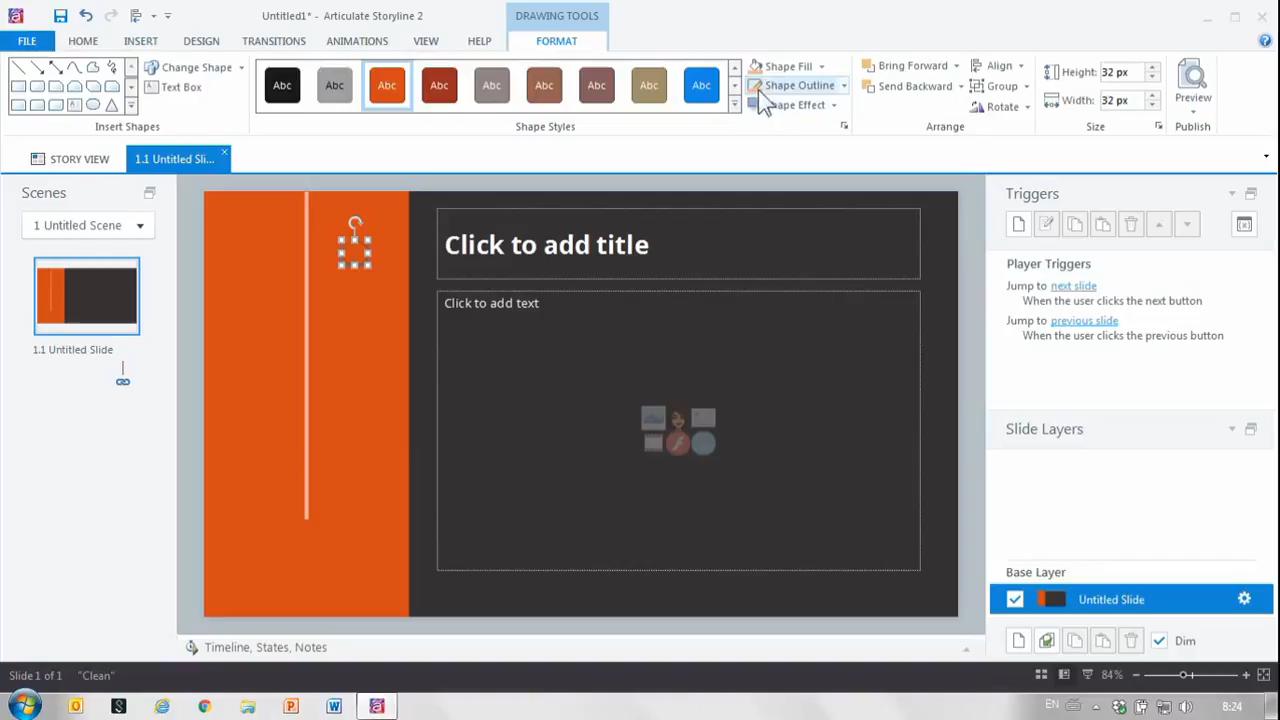 Untitled1* - Articulate Storyline 2
DRAWING TOOLS
FILE HOME INSERT DESIGN TRANSITIONS ANIMATIONS VIEW HELP FORMAT
Change Shape
Text Box
Insert Shapes
Abc Abc Abc Abc Abc Abc Abc Abc Abc
Shape Styles
Shape Fill
Shape Outline
Shape Effect
Bring Forward
Send Backward
Align
Group
Rotate
Arrange
Height: 32 px
Width: 32 px
Size
Preview
Publish
STORY VIEW
1.1 Untitled Sli...
Scenes
1 Untitled Scene
1.1 Untitled Slide
Click to add title
Click to add text
Triggers
Player Triggers
Jump to next slide
When the user clicks the next button
Jump to previous slide
When the user clicks the previous button
Slide Layers
Base Layer
Untitled Slide
Dim
Timeline, States, Notes
Slide 1 of 1 "Clean"
84%
EN
8:24